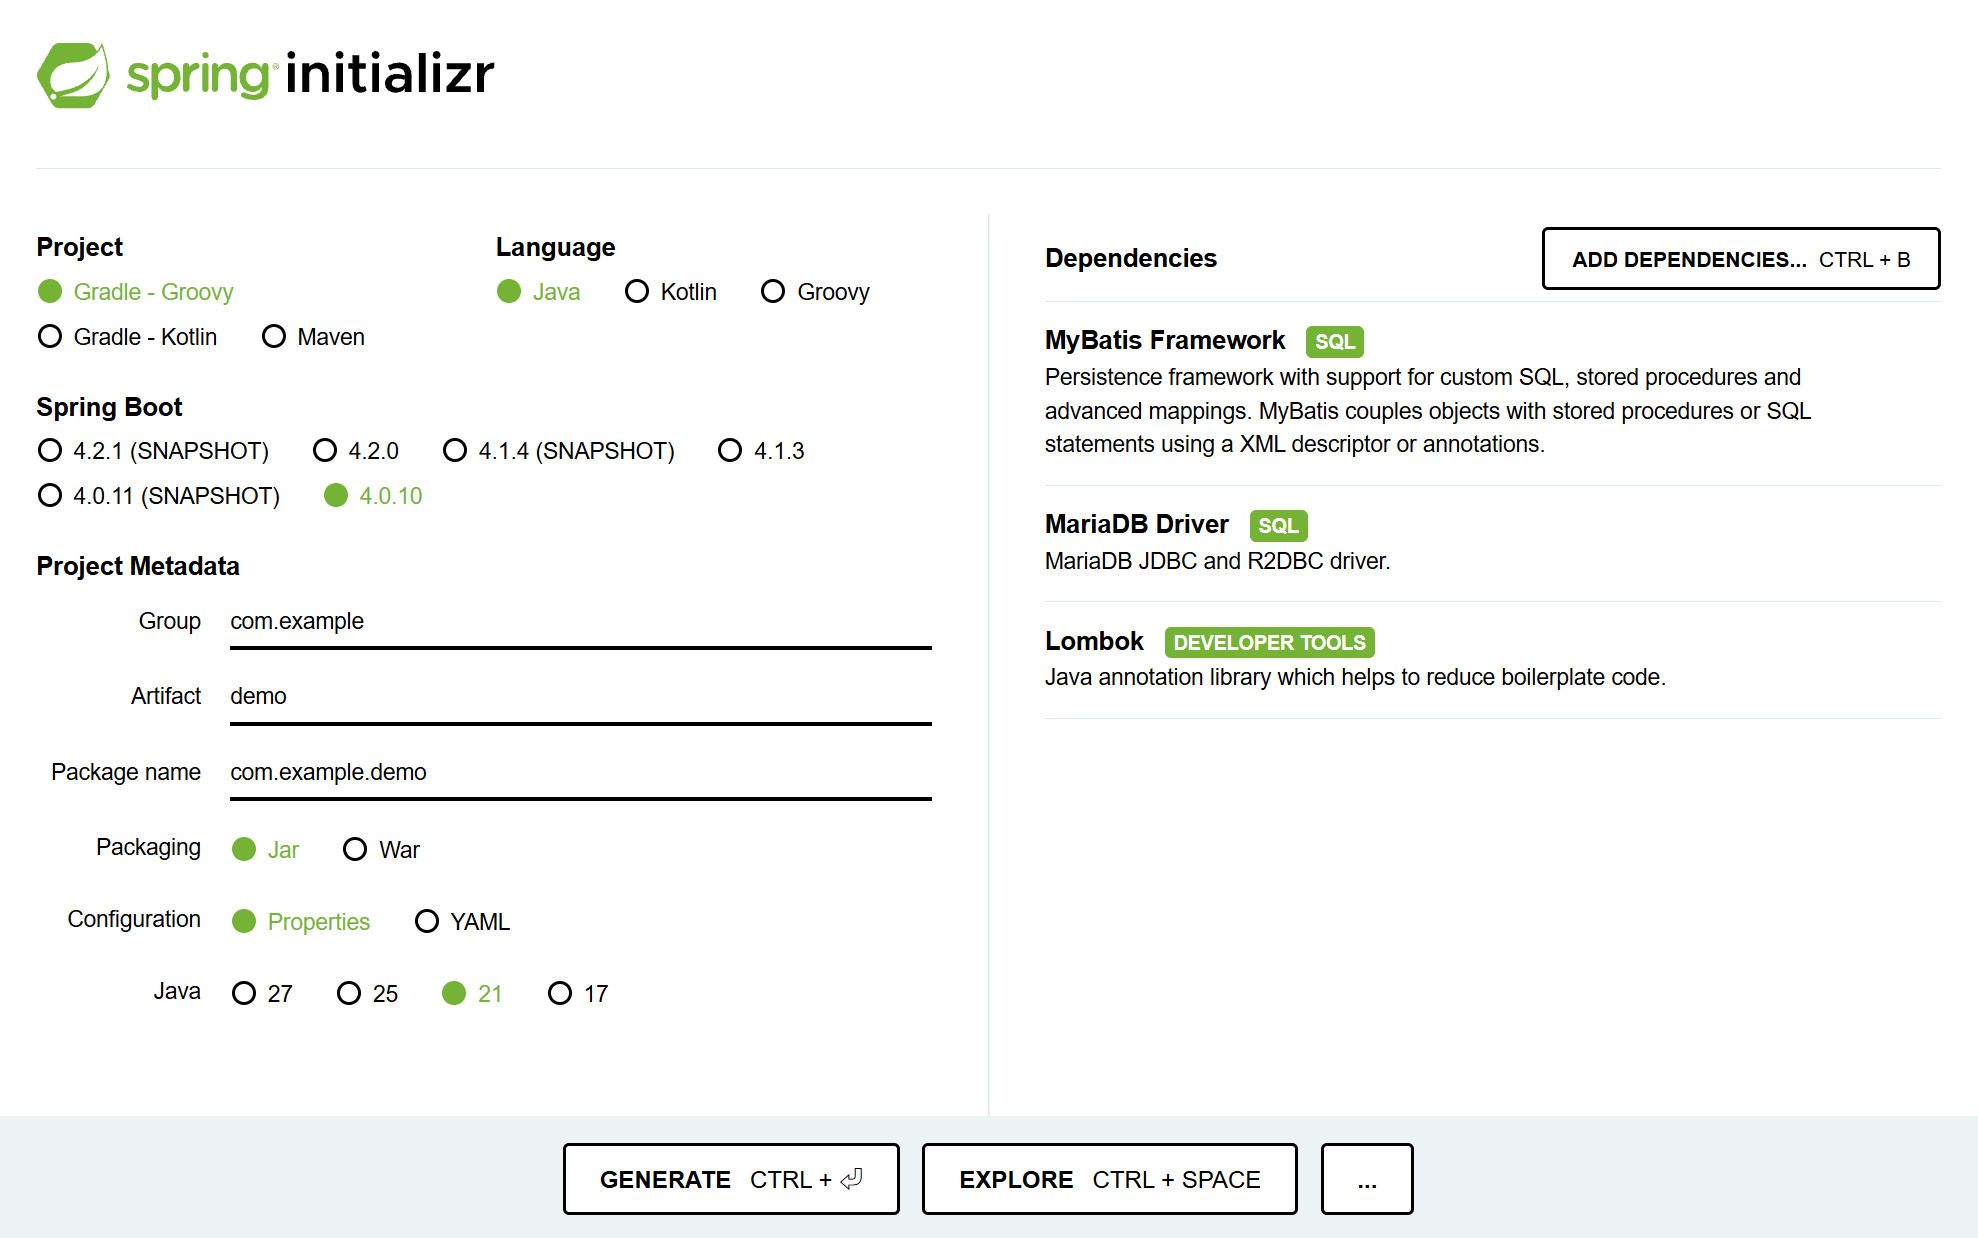 spring initializr
Project
Gradle - Groovy
Gradle - Kotlin Maven
Language
Java Kotlin Groovy
Spring Boot
4.2.1 (SNAPSHOT) 4.2.0 4.1.4 (SNAPSHOT) 4.1.3
4.0.11 (SNAPSHOT) 4.0.10
Project Metadata
Group com.example
Artifact demo
Package name com.example.demo
Packaging Jar War
Configuration Properties YAML
Java 27 25 21 17
Dependencies ADD DEPENDENCIES... CTRL + B
MyBatis Framework SQL
Persistence framework with support for custom SQL, stored procedures and
advanced mappings. MyBatis couples objects with stored procedures or SQL
statements using a XML descriptor or annotations.
MariaDB Driver SQL
MariaDB JDBC and R2DBC driver.
Lombok DEVELOPER TOOLS
Java annotation library which helps to reduce boilerplate code.
GENERATE CTRL + ⏎ EXPLORE CTRL + SPACE ...